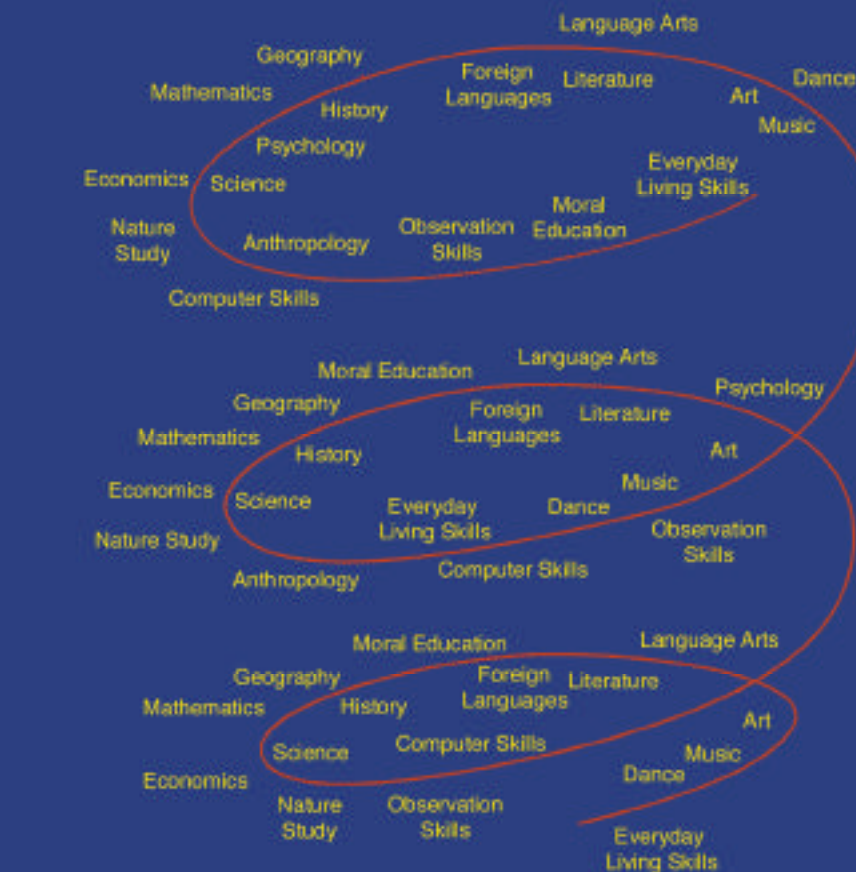 Language Arts
Geography
Foreign
Languages
Literature
Dance
Mathematics
Art
History
Music
Psychology
Everyday
Living Skills
Economics
Science
Moral
Education
Nature
Study
Observation
Skills
Anthropology
Computer Skills
Language Arts
Moral Education
Psychology
Geography
Foreign
Languages
Literature
Mathematics
History
Art
Music
Economics
Science
Everyday
Living Skills
Dance
Nature Study
Observation
Skills
Anthropology
Computer Skills
Moral Education
Language Arts
Geography
Foreign
Languages
Literature
Mathematics
History
Art
Science
Computer Skills
Music
Dance
Economics
Nature
Study
Observation
Skills
Everyday
Living Skills